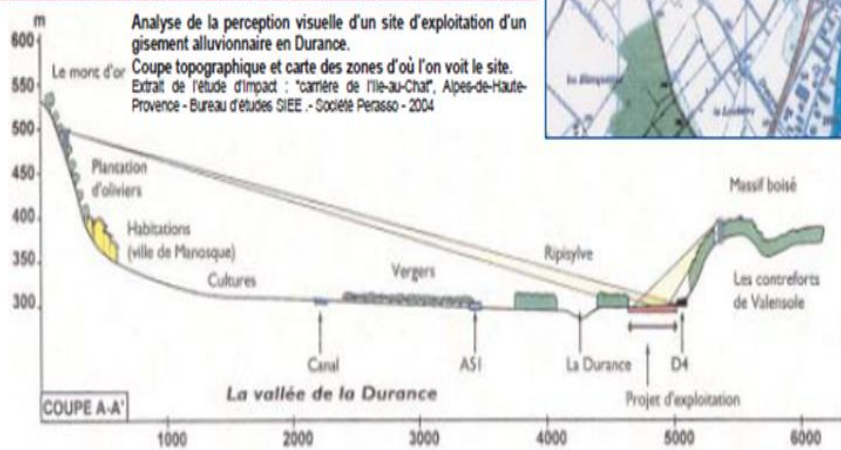 Analyse de la perception visuelle d'un site d'exploitation d'un
gisement alluvionnaire en Durance.
Coupe topographique et carte des zones d'où l'on voit le site.
Extrait de l'étude d'impact : "carrière de l'Ile-au-Chat", Alpes-de-Haute-
Provence - Bureau d'études SIEE .- Société Perasso - 2004
m
600
550
500
450
400
350
300
Le mont d'or
Plantation
d'oliviers
Habitations
(ville de Manosque)
Cultures
Vergers
Ripisylve
Massif boisé
Les contreforts
de Valensole
Canal
A51
La Durance
D4
Projet d'exploitation
La vallée de la Durance
COUPE A-A'
1000
2000
3000
4000
5000
6000